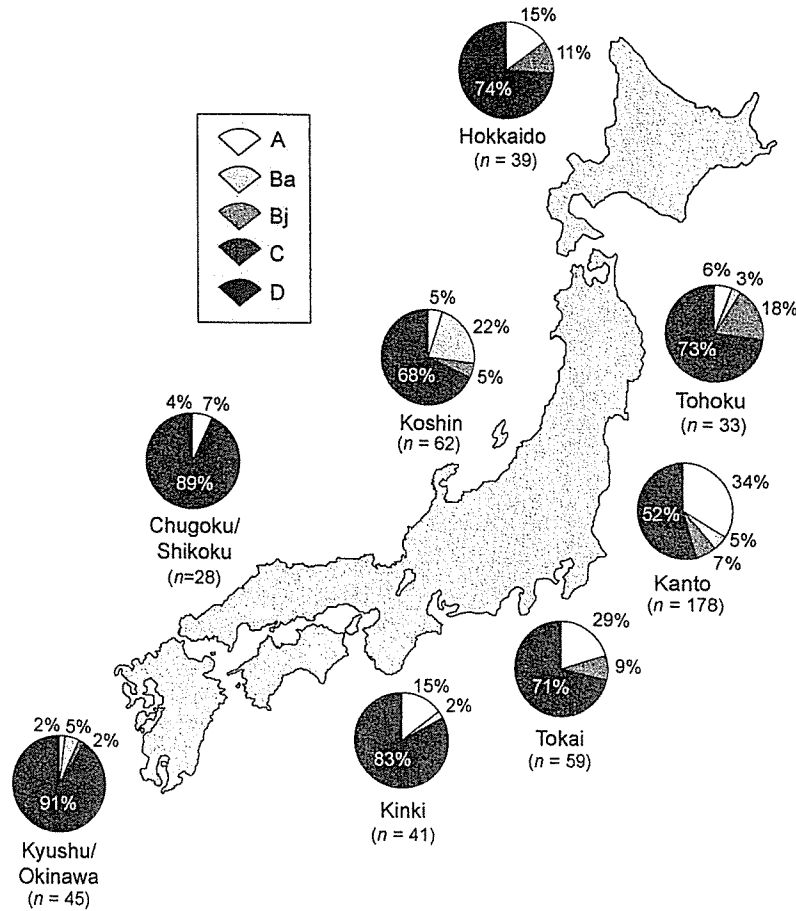 15%
11%
74%
Hokkaido
(n = 39)
A
Ba
Bj
C
D
6%
3%
18%
73%
Tohoku
(n = 33)
5%
22%
5%
68%
Koshin
(n = 62)
4%
7%
89%
Chugoku/
Shikoku
(n=28)
34%
5%
7%
52%
Kanto
(n = 178)
29%
9%
71%
Tokai
(n = 59)
15%
2%
83%
Kinki
(n = 41)
2%
5%
2%
91%
Kyushu/
Okinawa
(n = 45)